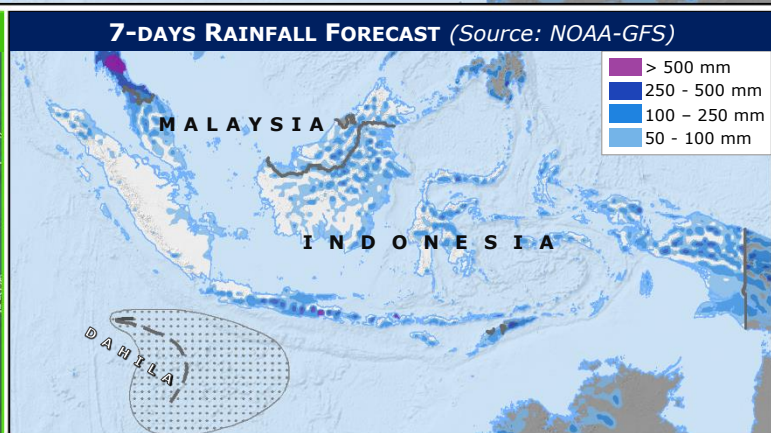 7-DAYS RAINFALL FORECAST (Source: NOAA-GFS)
> 500 mm
250 - 500 mm
100 – 250 mm
50 - 100 mm
MALAYSIA
INDONESIA
DAHILA